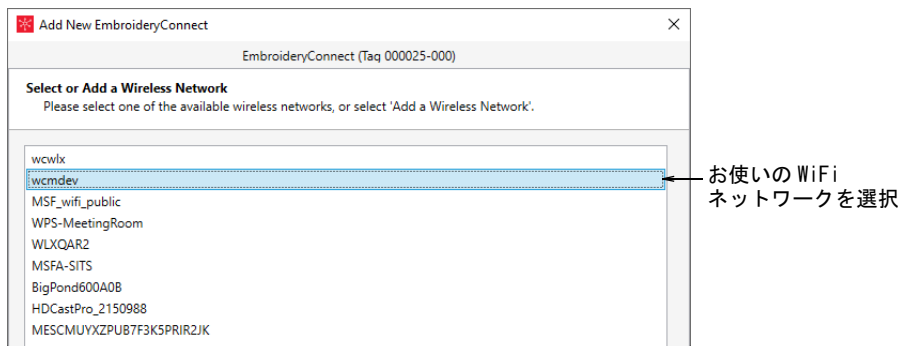 Add New EmbroideryConnect
EmbroideryConnect (Tag 000025-000)
Select or Add a Wireless Network
Please select one of the available wireless networks, or select 'Add a Wireless Network'.
wcwlx
wcmdev
MSF_wifi_public
WPS-MeetingRoom
WLXQAR2
MSFA-SITS
BigPond600A0B
HDCastPro_2150988
MESCMUYXZPUB7F3K5PRIR2JK
お使いの WiFi
ネットワークを選択